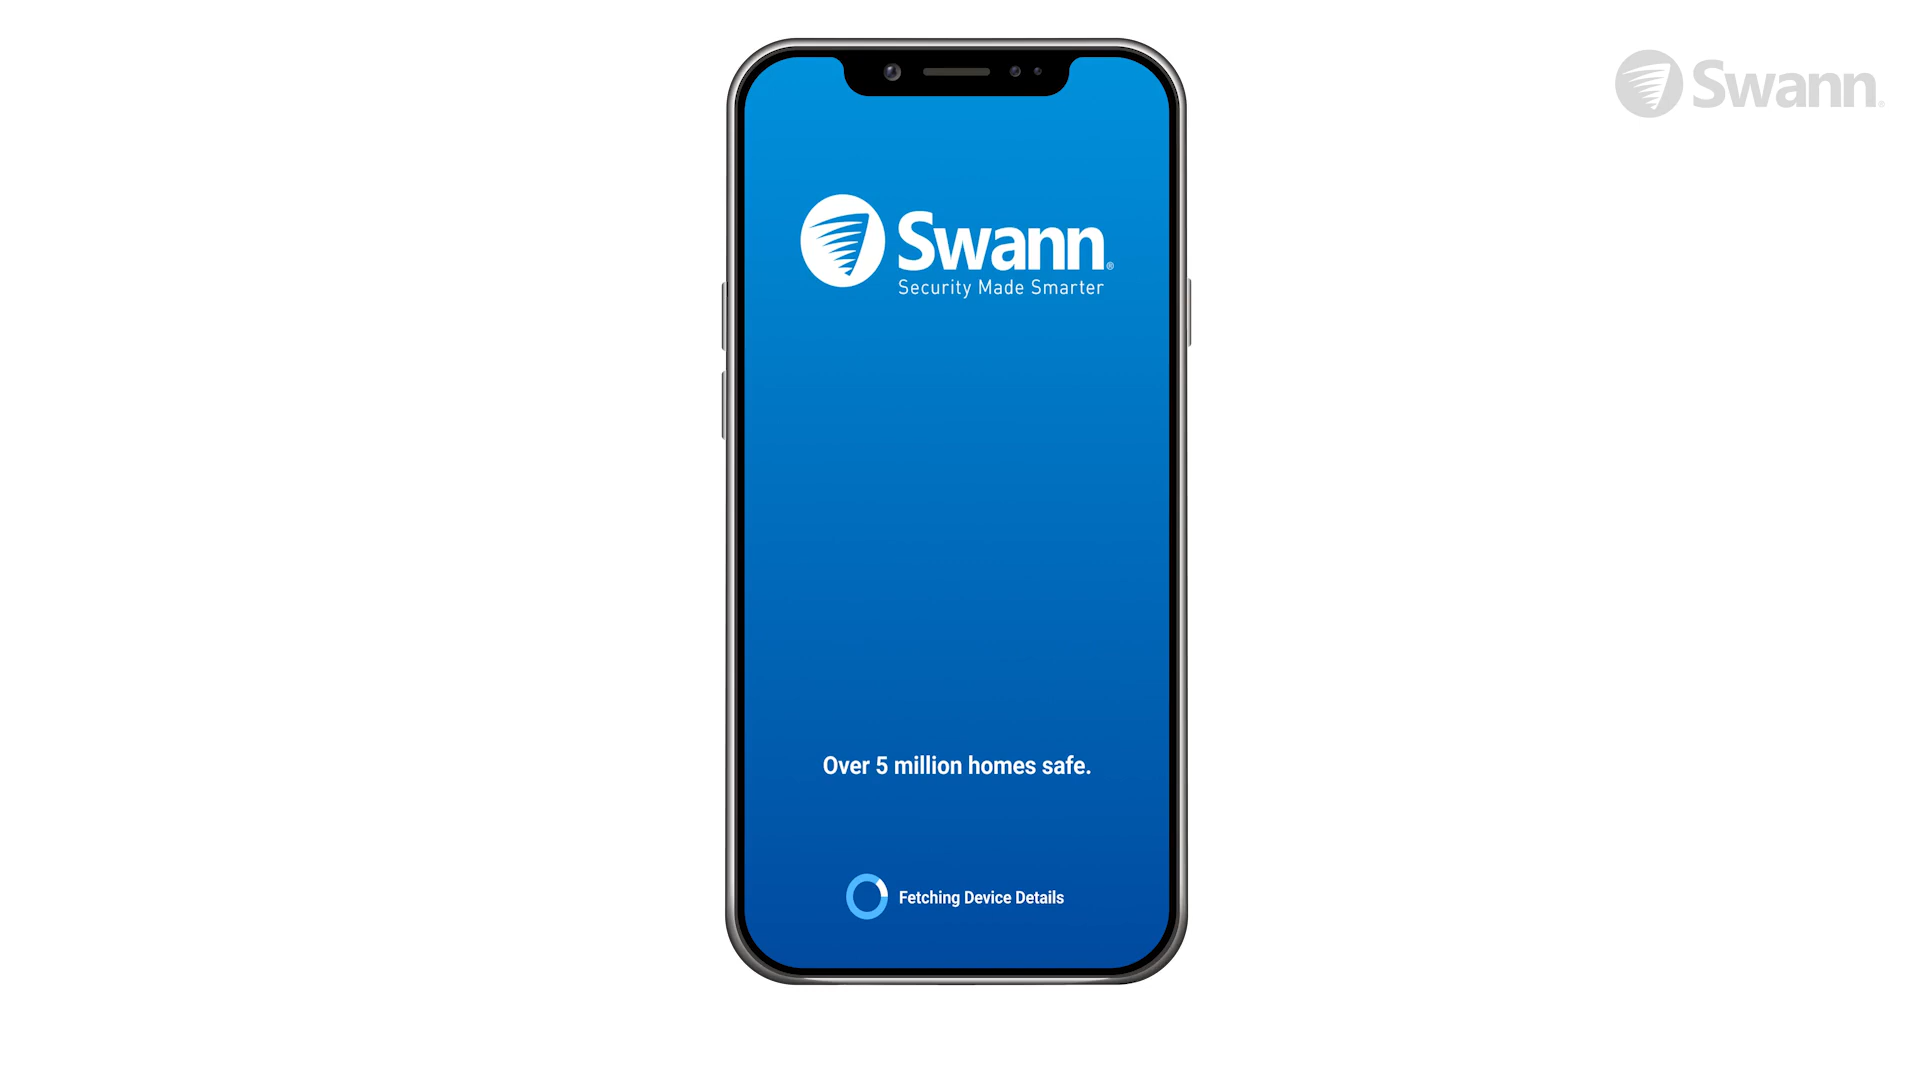 Swann®
Swann®
Security Made Smarter
Over 5 million homes safe.
Fetching Device Details